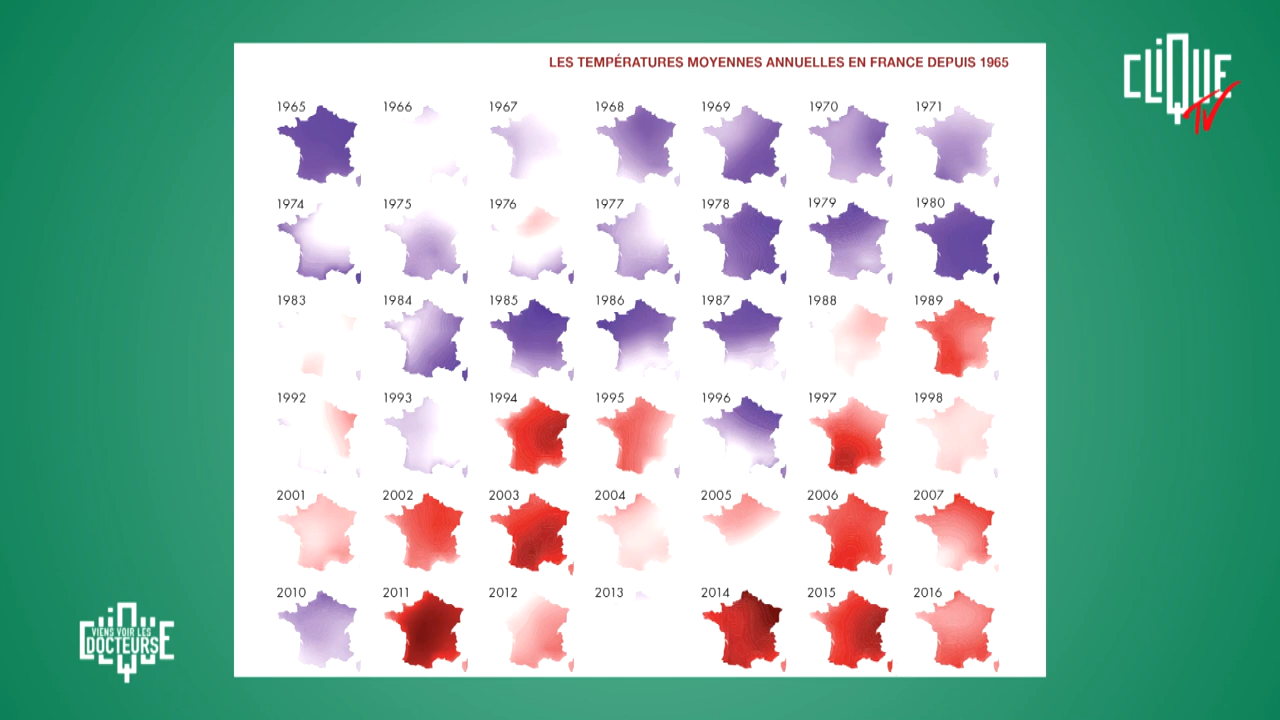 LES TEMPÉRATURES MOYENNES ANNUELLES EN FRANCE DEPUIS 1965
CLIQUE
TV
1965 1966 1967 1968 1969 1970 1971
1974 1975 1976 1977 1978 1979 1980
1983 1984 1985 1986 1987 1988 1989
1992 1993 1994 1995 1996 1997 1998
2001 2002 2003 2004 2005 2006 2007
2010 2011 2012 2013 2014 2015 2016
CLIQUE
VIENS VOIR LES
DOCTEURS